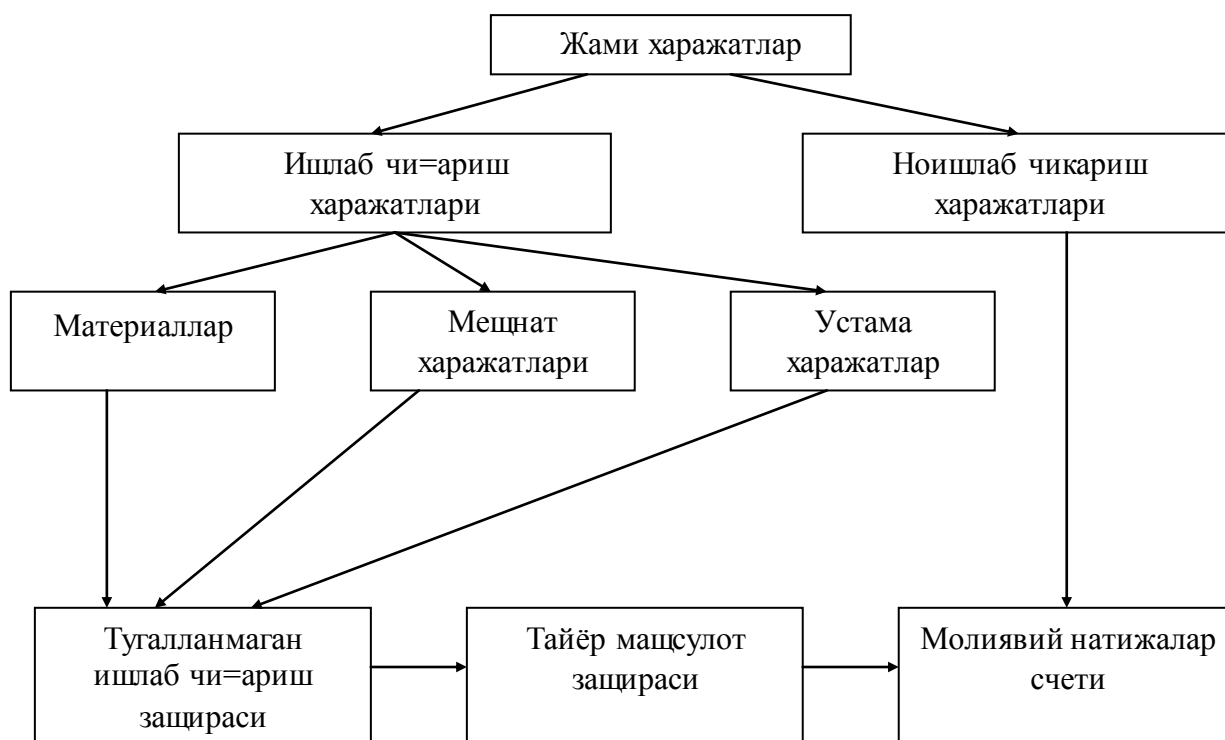 Жами харажатлар
Ишлаб чи=ариш
харажатлари
Ноишлаб чикариш
харажатлари
Материаллар
Мещнат
харажатлари
Устама
харажатлар
Тугалланмаган
ишлаб чи=ариш
защираси
Тайёр мащсулот
защираси
Молиявий натижалар
счети